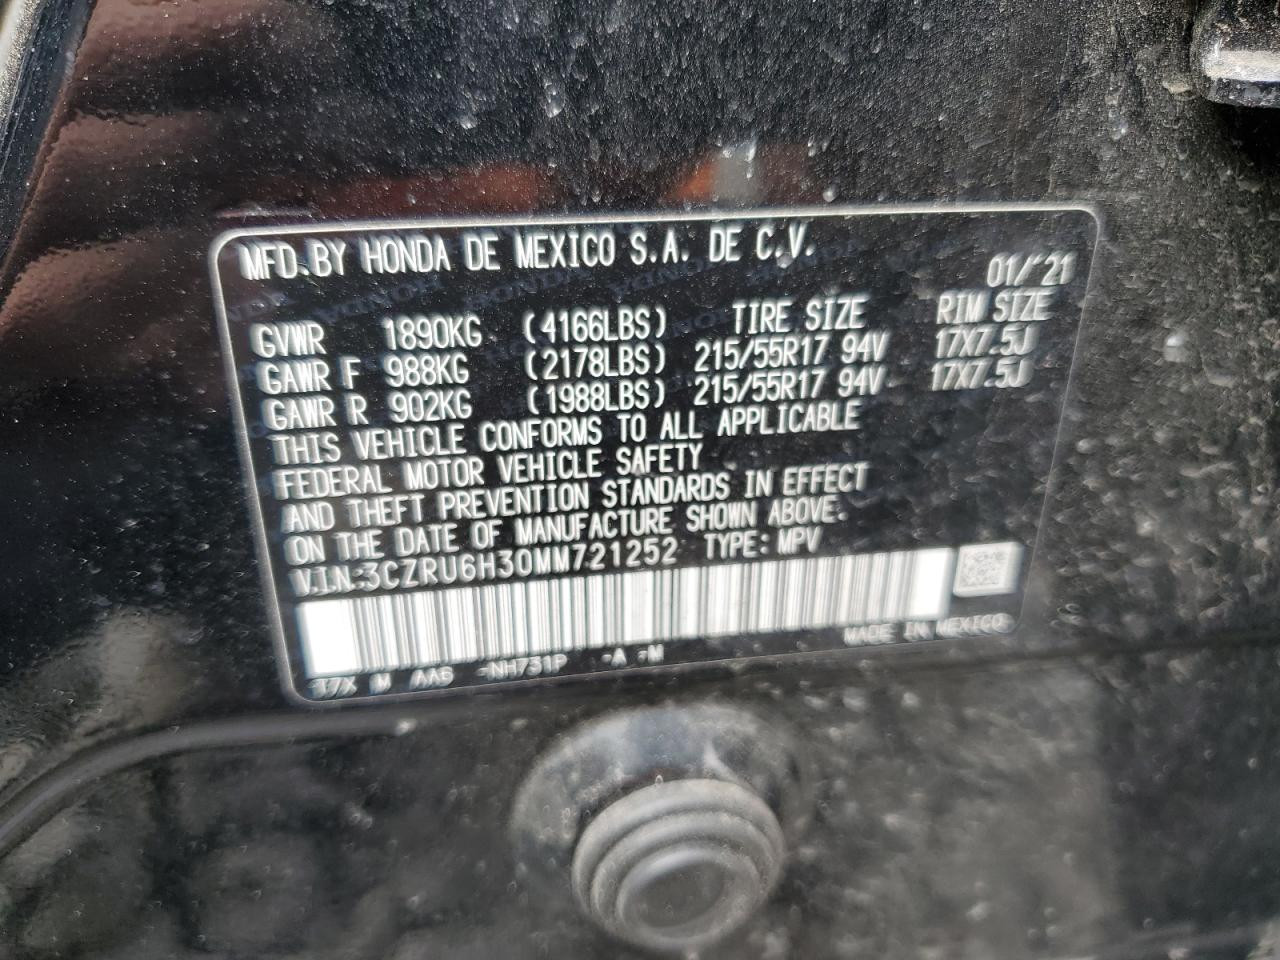 MFD.BY HONDA DE MEXICO S.A. DE C.V.
01/'21
GVWR 1890KG (4166LBS) TIRE SIZE RIM SIZE
GAWR F 988KG (2178LBS) 215/55R17 94V 17X7.5J
GAWR R 902KG (1988LBS) 215/55R17 94V 17X7.5J
THIS VEHICLE CONFORMS TO ALL APPLICABLE
FEDERAL MOTOR VEHICLE SAFETY
AND THEFT PREVENTION STANDARDS IN EFFECT
ON THE DATE OF MANUFACTURE SHOWN ABOVE.
V.I.N.:3CZRU6H30MM721252 TYPE: MPV
MADE IN MEXICO
M -NH731P -A -M